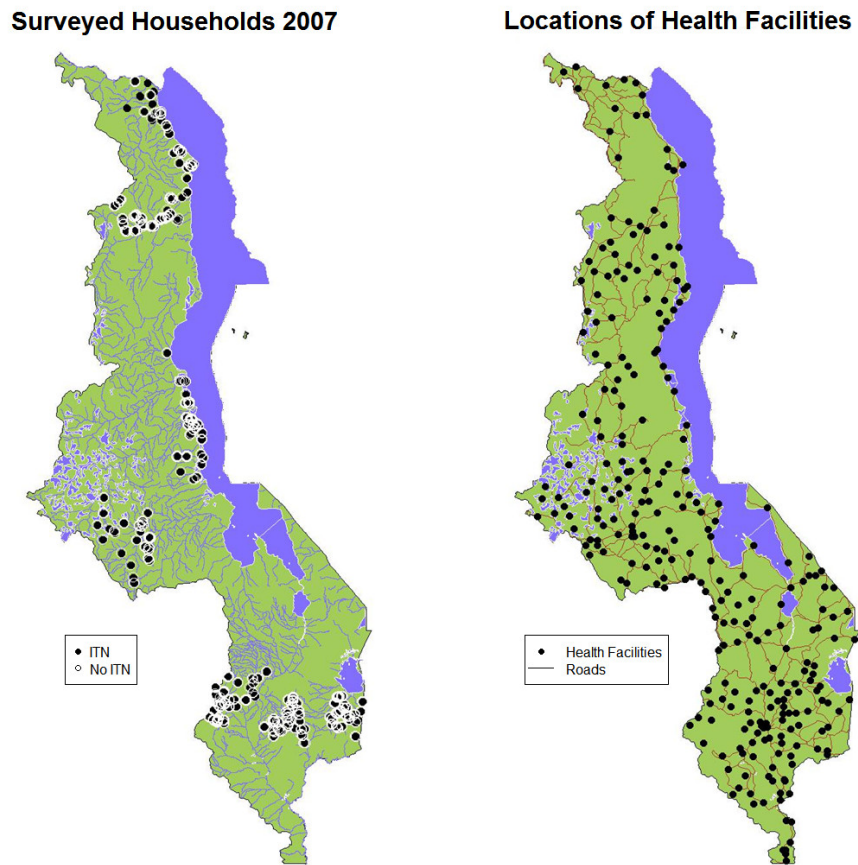 Surveyed Households 2007
Locations of Health Facilities
ITN
No ITN
Health Facilities
Roads